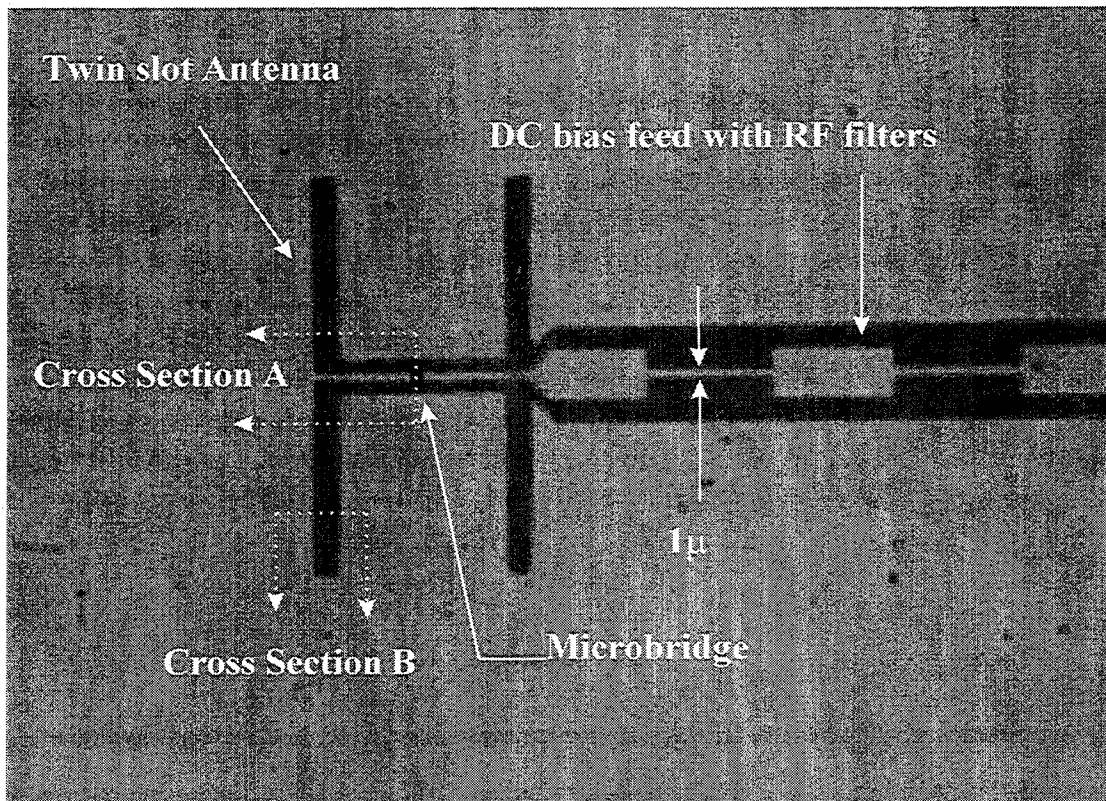 Twin slot Antenna
DC bias feed with RF filters
Cross Section A
1μ
Microbridge
Cross Section B